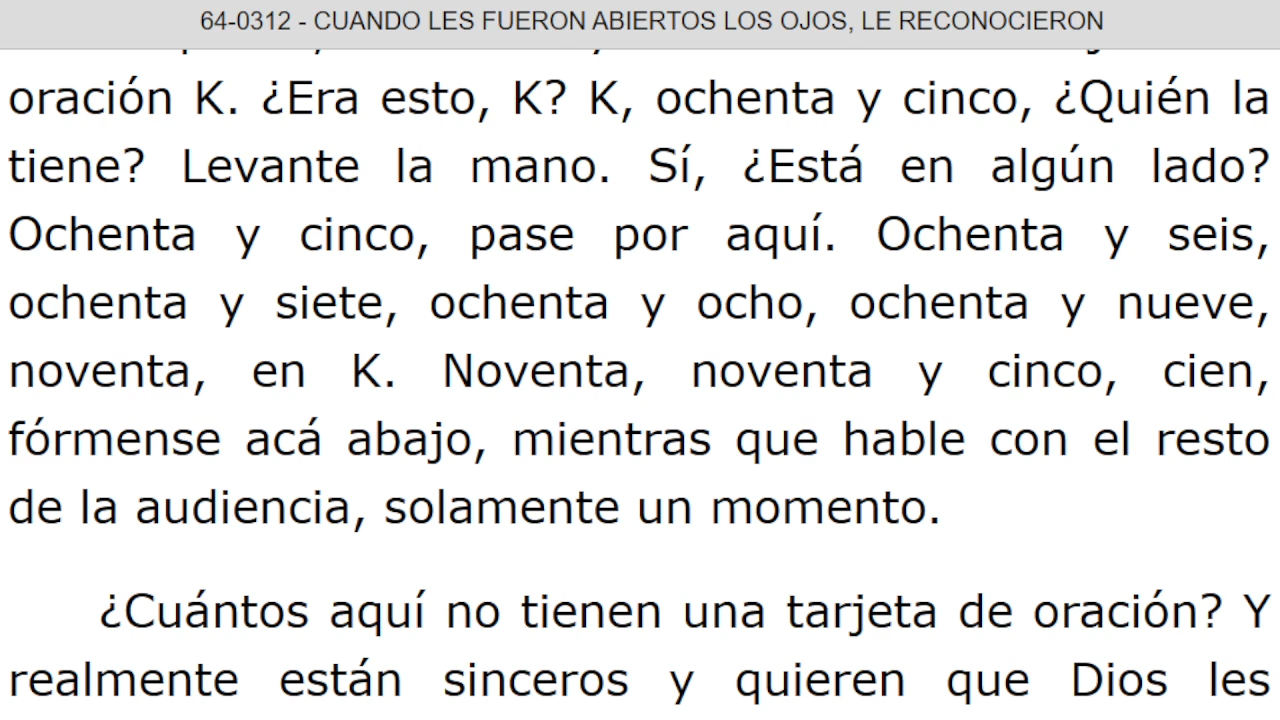 64-0312 - CUANDO LES FUERON ABIERTOS LOS OJOS, LE RECONOCIERON
oración K. ¿Era esto, K? K, ochenta y cinco, ¿Quién la
tiene? Levante la mano. Sí, ¿Está en algún lado?
Ochenta y cinco, pase por aquí. Ochenta y seis,
ochenta y siete, ochenta y ocho, ochenta y nueve,
noventa, en K. Noventa, noventa y cinco, cien,
fórmense acá abajo, mientras que hable con el resto
de la audiencia, solamente un momento.
¿Cuántos aquí no tienen una tarjeta de oración? Y
realmente están sinceros y quieren que Dios les